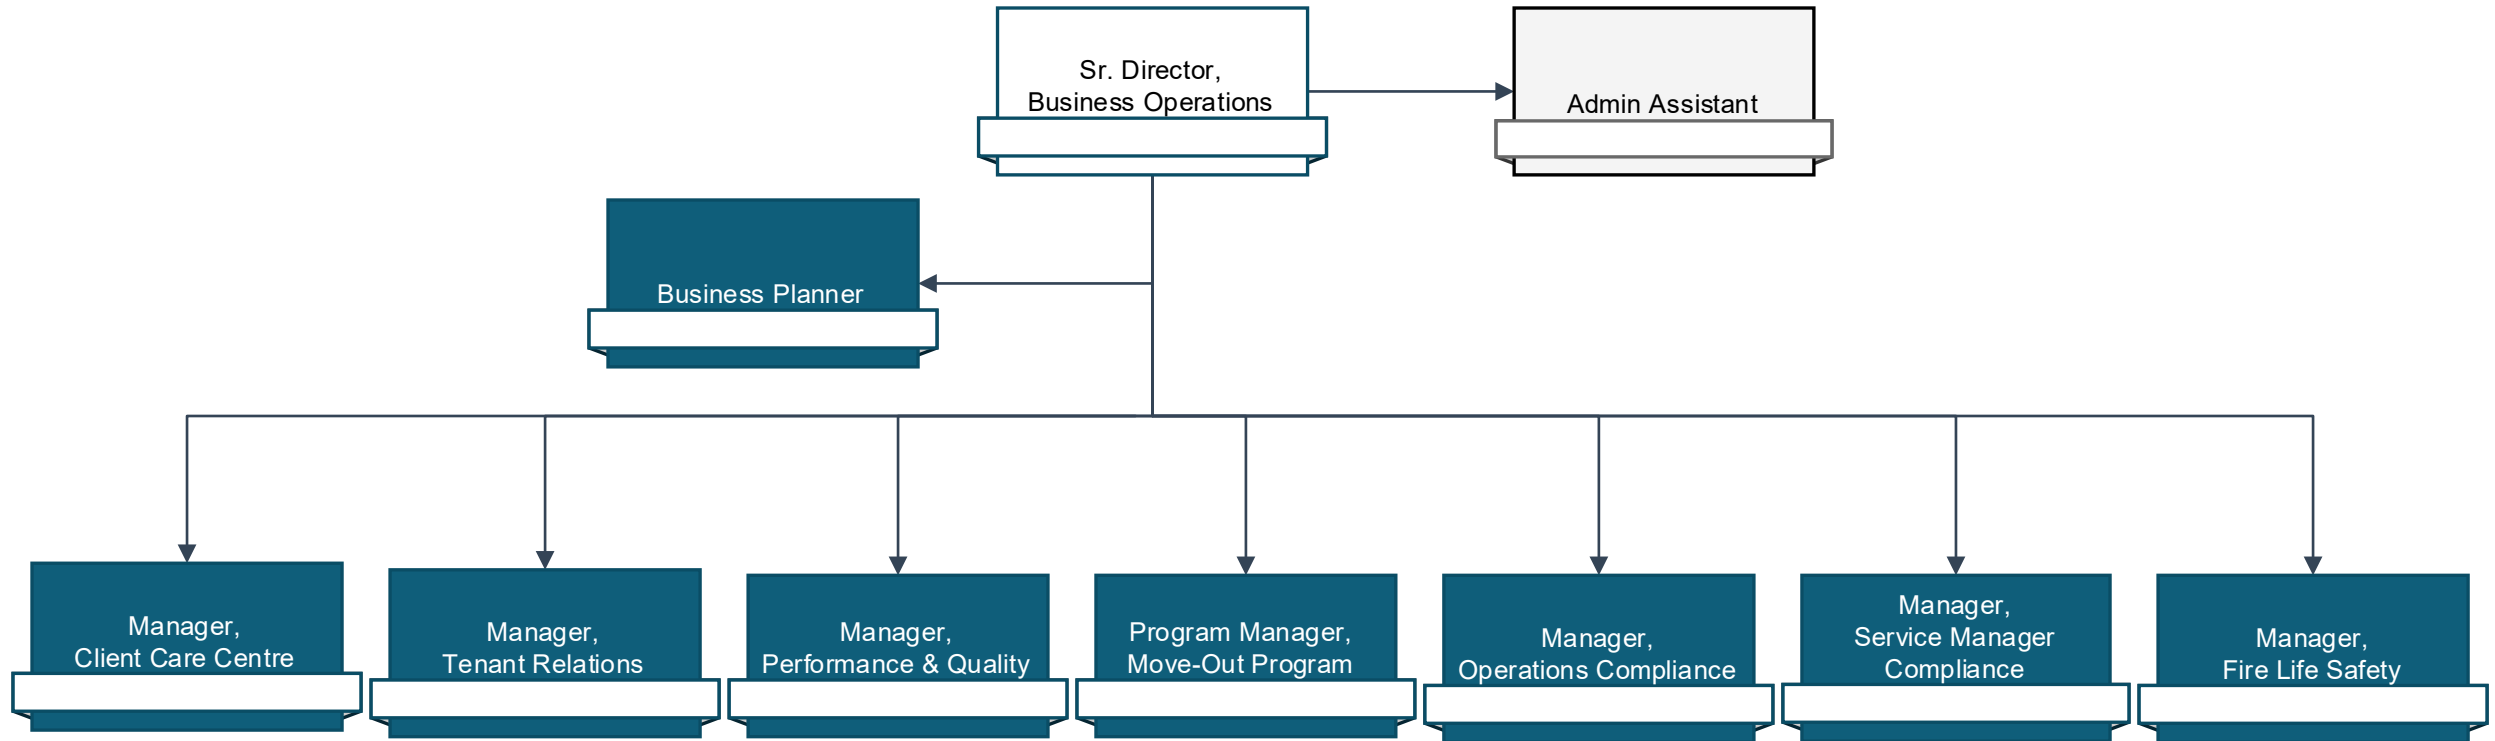 Sr. Director,
Business Operations
Admin Assistant
Business Planner
Manager,
Client Care Centre
Manager,
Tenant Relations
Manager,
Performance & Quality
Program Manager,
Move-Out Program
Manager,
Operations Compliance
Manager,
Service Manager
Compliance
Manager,
Fire Life Safety